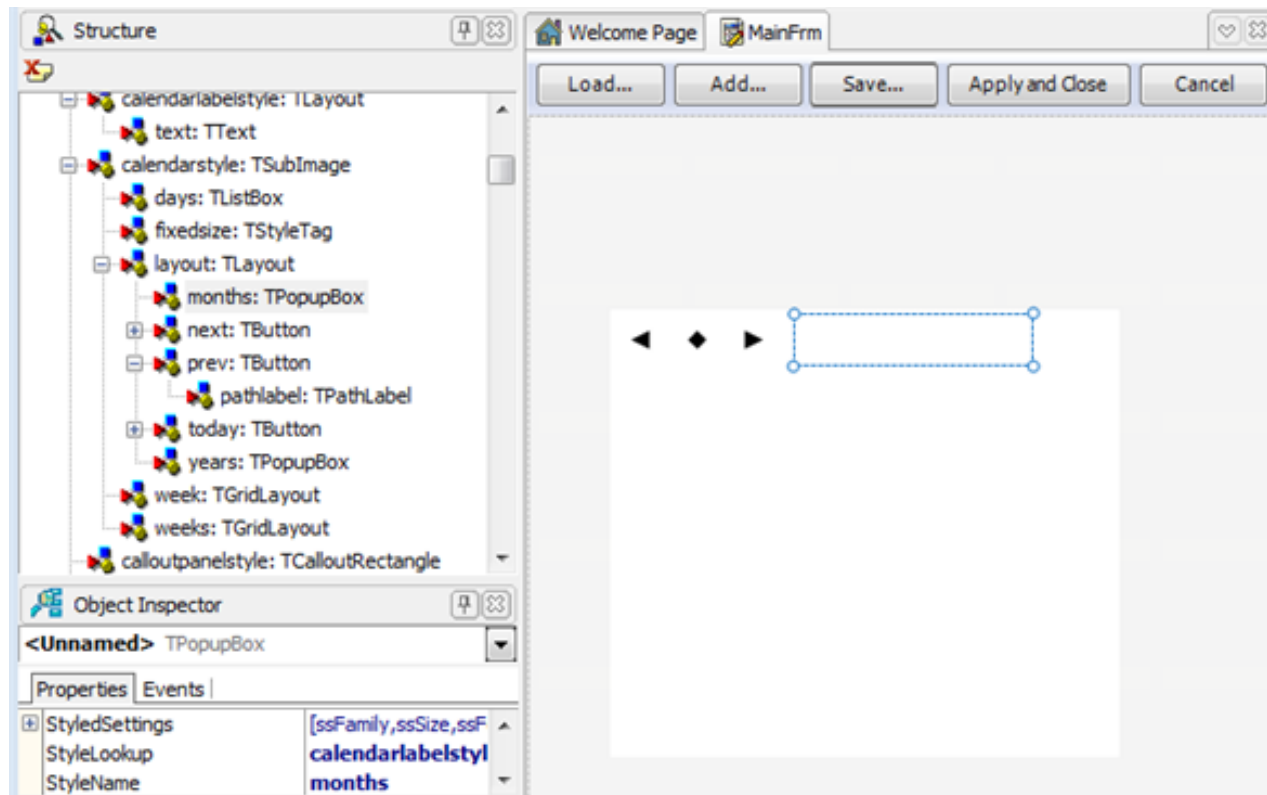 Structure
calendarlabelstyle: TLayout
text: TText
calendarstyle: TSubImage
days: TListBox
fixedsize: TStyleTag
layout: TLayout
months: TPopupBox
next: TButton
prev: TButton
pathlabel: TPathLabel
today: TButton
years: TPopupBox
week: TGridLayout
weeks: TGridLayout
calloutpanelstyle: TCalloutRectangle
Object Inspector
<Unnamed> TPopupBox
Properties Events
StyledSettings [ssFamily,ssSize,ssF
StyleLookup calendarlabelstyl
StyleName months
Welcome Page MainFrm
Load... Add... Save... Apply and Close Cancel